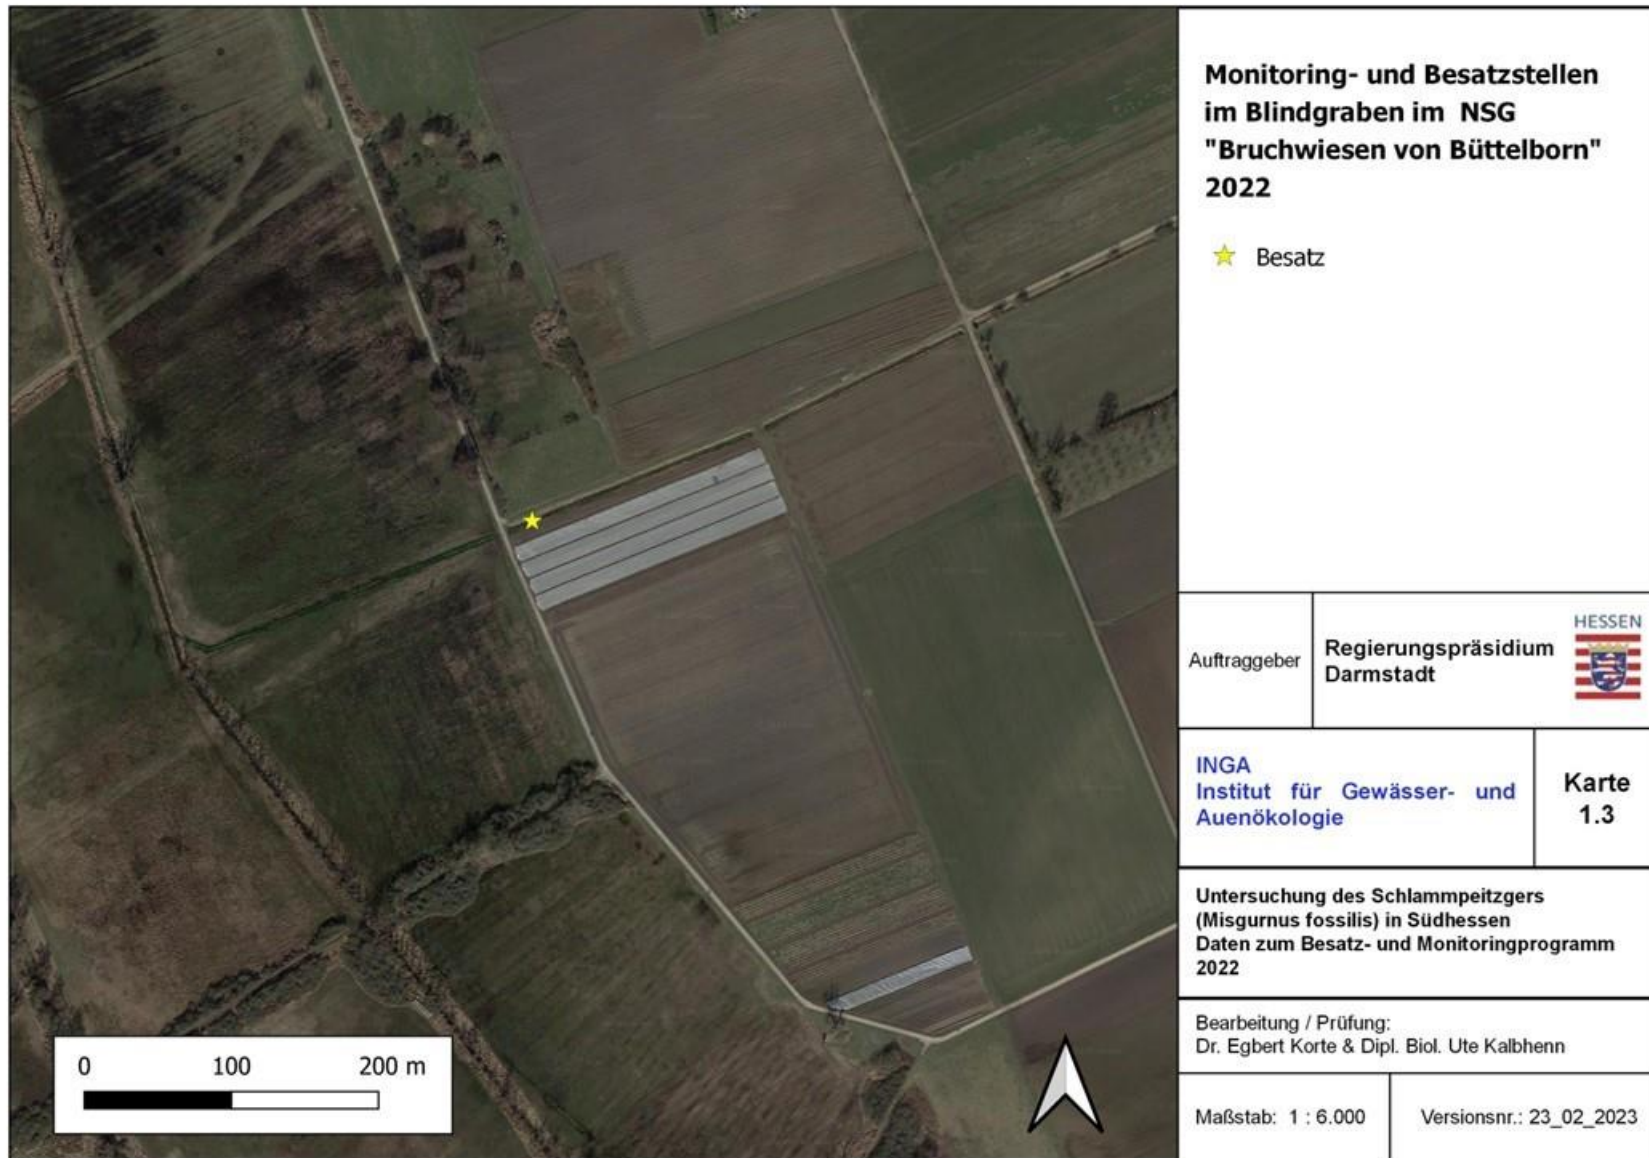 Monitoring- und Besatzstellen
im Blindgraben im NSG
"Bruchwiesen von Büttelborn"
2022
Besatz
Auftraggeber
Regierungspräsidium
Darmstadt
HESSEN
INGA
Institut für Gewässer- und
Auenökologie
Karte
1.3
Untersuchung des Schlammpeitzgers
(Misgurnus fossilis) in Südhessen
Daten zum Besatz- und Monitoringprogramm
2022
Bearbeitung / Prüfung:
Dr. Egbert Korte & Dipl. Biol. Ute Kalbhenn
Maßstab: 1 : 6.000
Versionsnr.: 23_02_2023
0 100 200 m